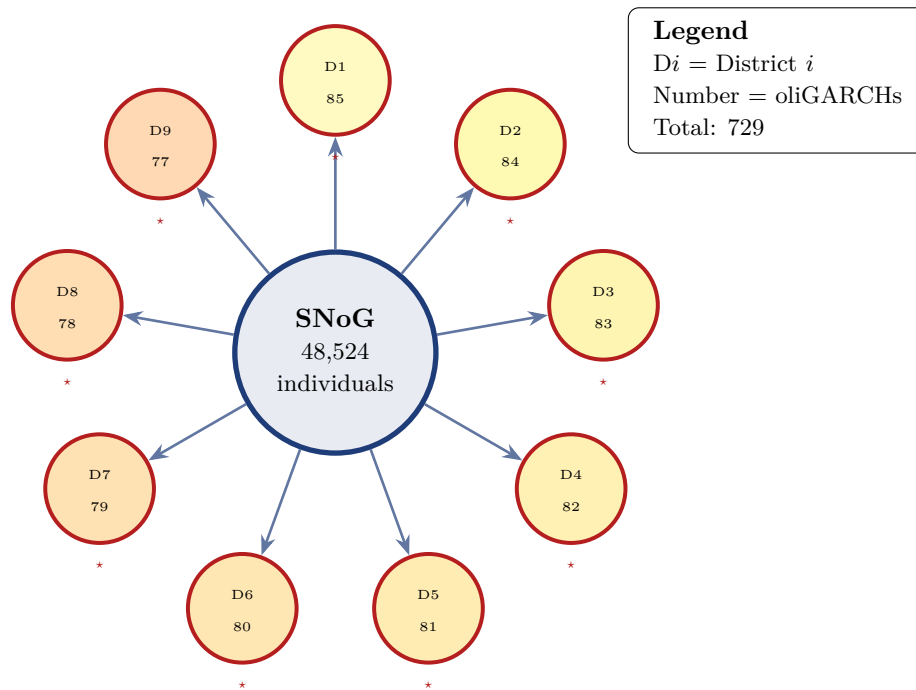 Legend
Di = District i
Number = oliGARCHs
Total: 729
D1
85
⋆
D2
84
⋆
D9
77
⋆
D3
83
⋆
D8
78
⋆
SNoG
48,524
individuals
D4
82
⋆
D7
79
⋆
D5
81
⋆
D6
80
⋆